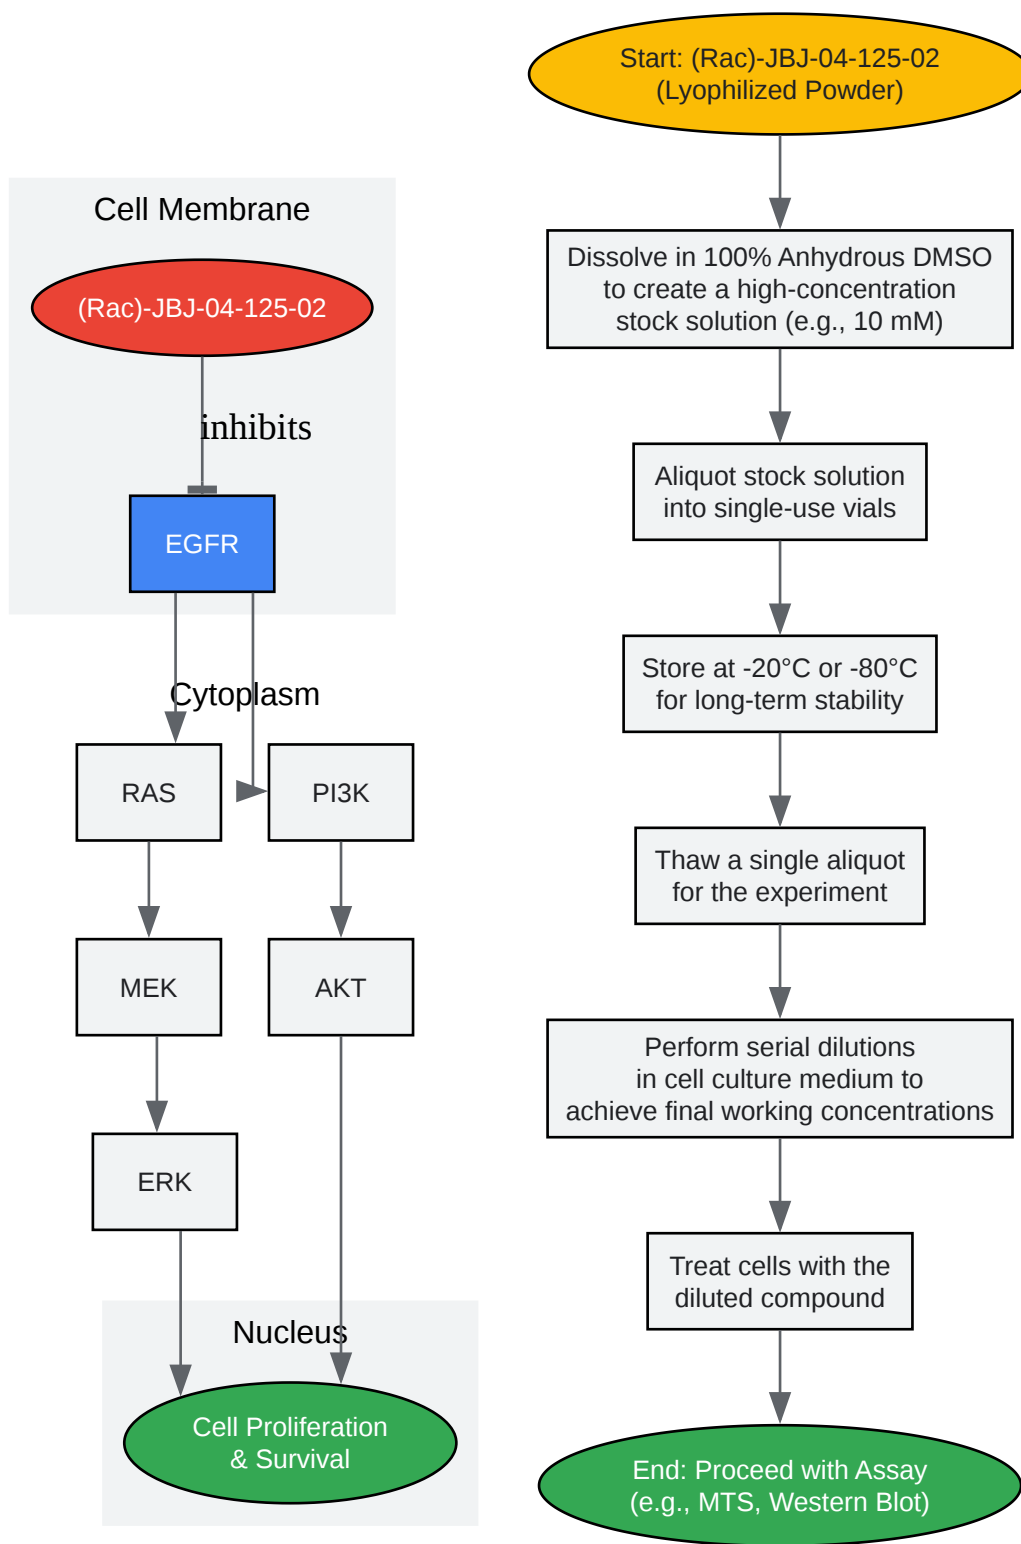 Cell Membrane
(Rac)-JBJ-04-125-02
inhibits
EGFR
Cytoplasm
RAS
PI3K
MEK
AKT
ERK
Nucleus
Cell Proliferation
& Survival
Start: (Rac)-JBJ-04-125-02
(Lyophilized Powder)
Dissolve in 100% Anhydrous DMSO
to create a high-concentration
stock solution (e.g., 10 mM)
Aliquot stock solution
into single-use vials
Store at -20°C or -80°C
for long-term stability
Thaw a single aliquot
for the experiment
Perform serial dilutions
in cell culture medium to
achieve final working concentrations
Treat cells with the
diluted compound
End: Proceed with Assay
(e.g., MTS, Western Blot)